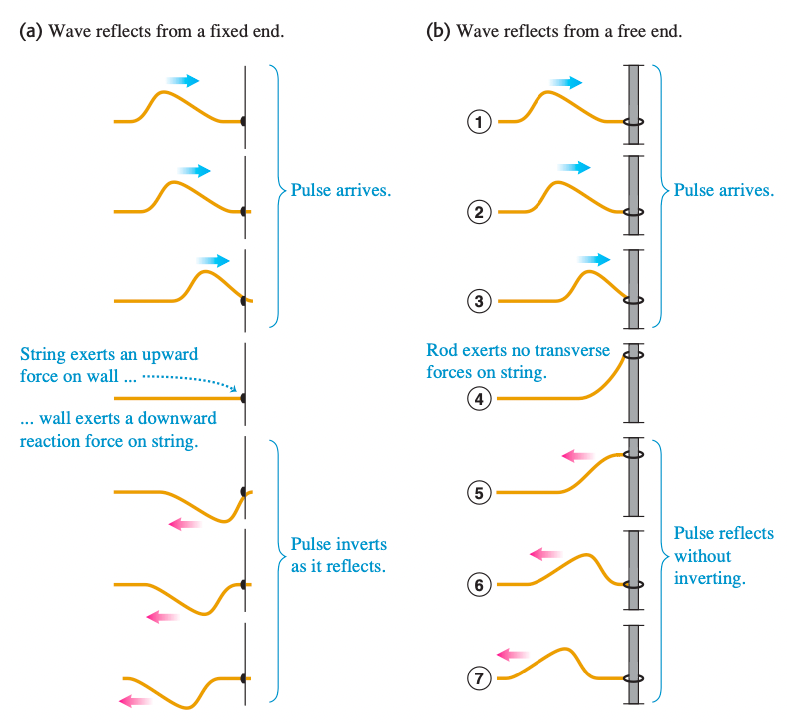 (a) Wave reflects from a fixed end.
Pulse arrives.
String exerts an upward
force on wall ...
... wall exerts a downward
reaction force on string.
Pulse inverts
as it reflects.
(b) Wave reflects from a free end.
1
2
3
Pulse arrives.
Rod exerts no transverse
forces on string.
4
5
6
7
Pulse reflects
without
inverting.